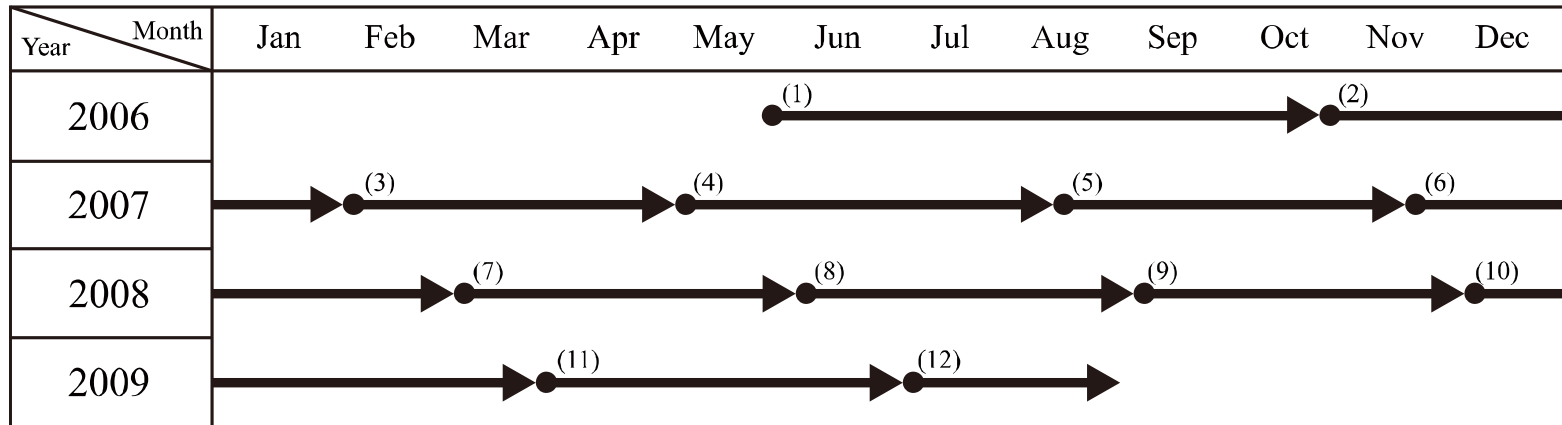 Month
Year
Jan Feb Mar Apr May Jun Jul Aug Sep Oct Nov Dec
2006 (1) (2)
2007 (3) (4) (5) (6)
2008 (7) (8) (9) (10)
2009 (11) (12)